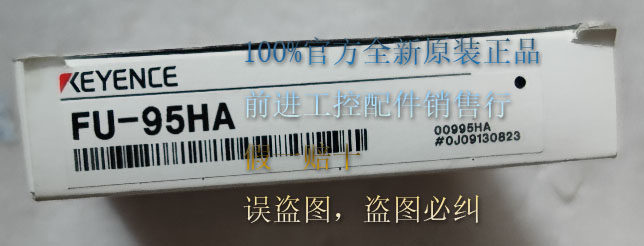 100%官方全新原装正品
KEYENCE
前进工控配件销售行
FU-95HA
00995HA
#0J09130823
假一赔十
误盗图，盗图必纠